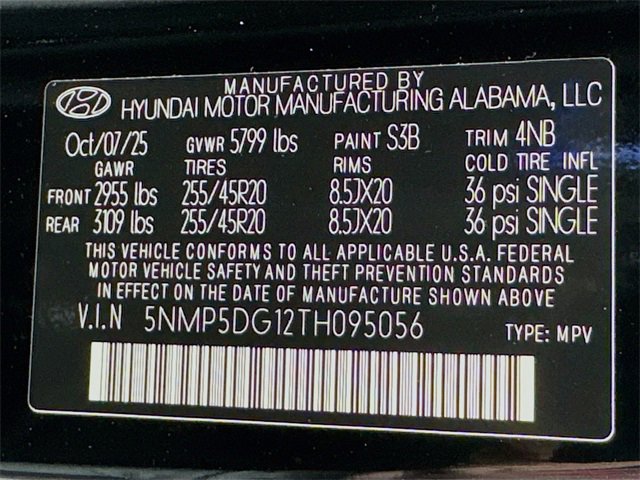 MANUFACTURED BY
HYUNDAI MOTOR MANUFACTURING ALABAMA, LLC
Oct/07/25 GVWR 5799 lbs PAINT S3B TRIM 4NB
GAWR TIRES RIMS COLD TIRE INFL
FRONT 2955 lbs 255/45R20 8.5JX20 36 psi SINGLE
REAR 3109 lbs 255/45R20 8.5JX20 36 psi SINGLE
THIS VEHICLE CONFORMS TO ALL APPLICABLE U.S.A. FEDERAL
MOTOR VEHICLE SAFETY AND THEFT PREVENTION STANDARDS
IN EFFECT ON THE DATE OF MANUFACTURE SHOWN ABOVE
V.I.N 5NMP5DG12TH095056 TYPE: MPV